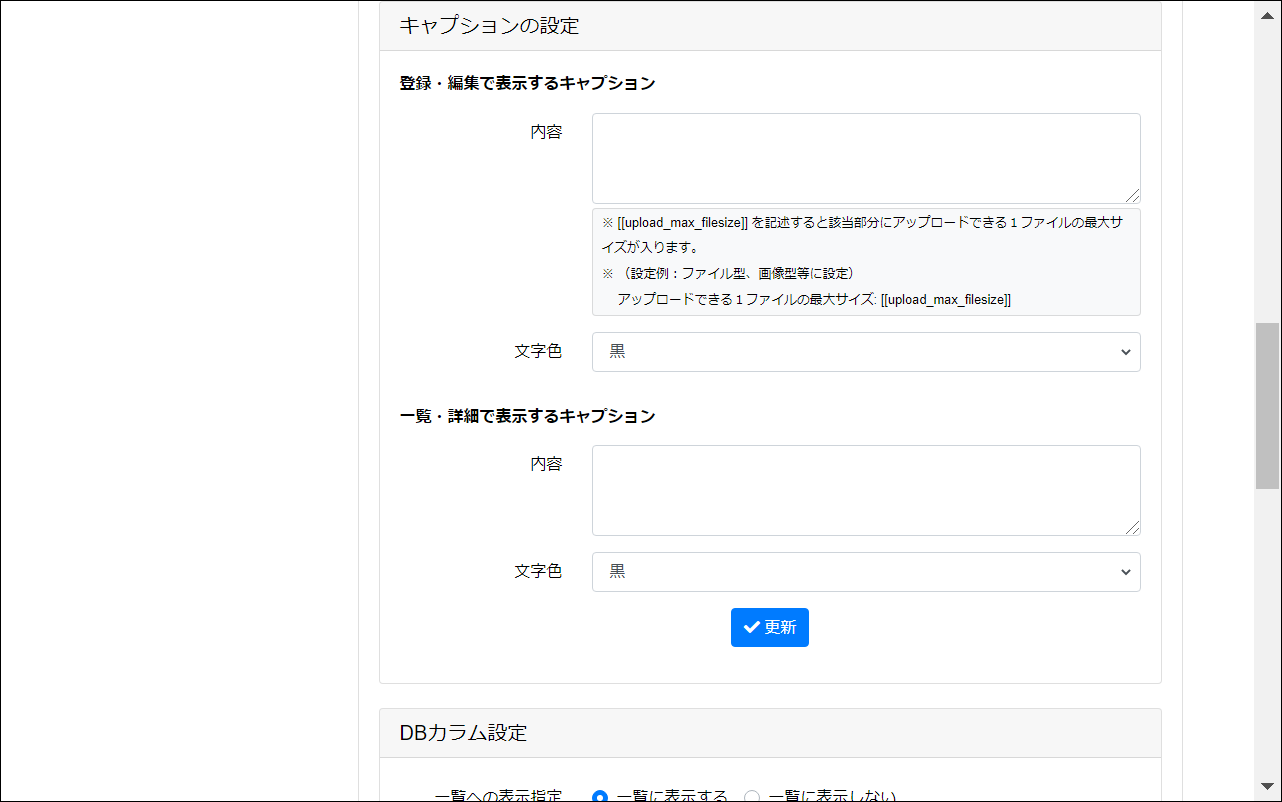 キャプションの設定
登録・編集で表示するキャプション
内容
※ [[upload_max_filesize]] を記述すると該当部分にアップロードできる１ファイルの最大サ
イズが入ります。
※ （設定例：ファイル型、画像型等に設定）
アップロードできる１ファイルの最大サイズ: [[upload_max_filesize]]
文字色
黒
一覧・詳細で表示するキャプション
内容
文字色
黒
更新
DBカラム設定
一覧への表示指定 一覧に表示する 一覧に表示しない